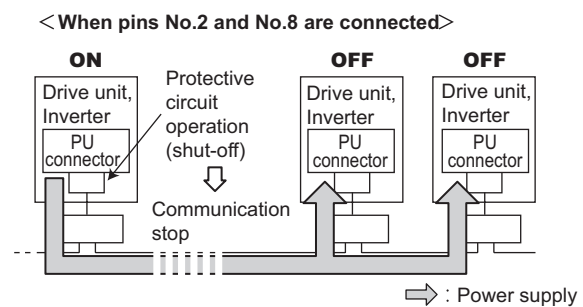 ＜When pins No.2 and No.8 are connected＞
ON
OFF
OFF
Drive unit,
Inverter
PU
connector
Protective
circuit
operation
(shut-off)
Communication
stop
Drive unit,
Inverter
PU
connector
Drive unit,
Inverter
PU
connector
: Power supply